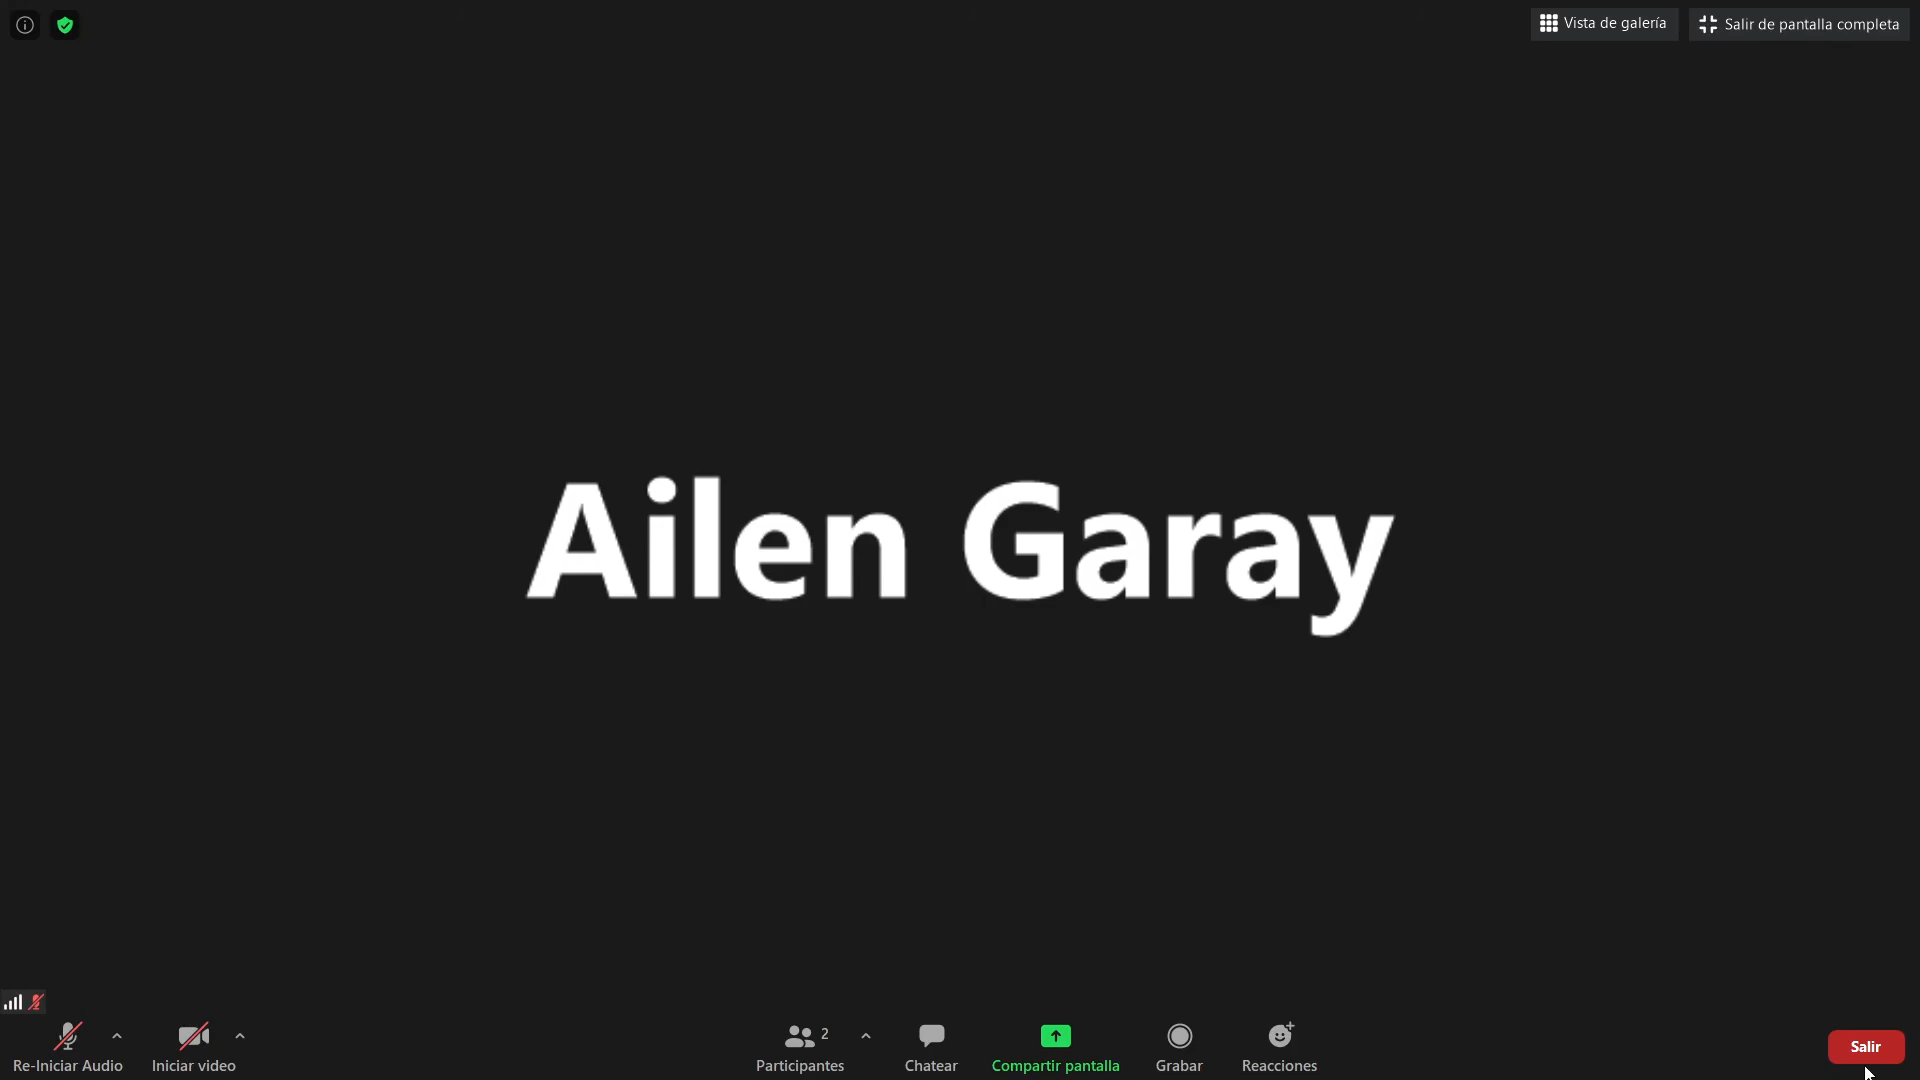 Vista de galería
Salir de pantalla completa
Ailen Garay
Re-Iniciar Audio
Iniciar video
2
Participantes
Chatear
Compartir pantalla
Grabar
Reacciones
Salir